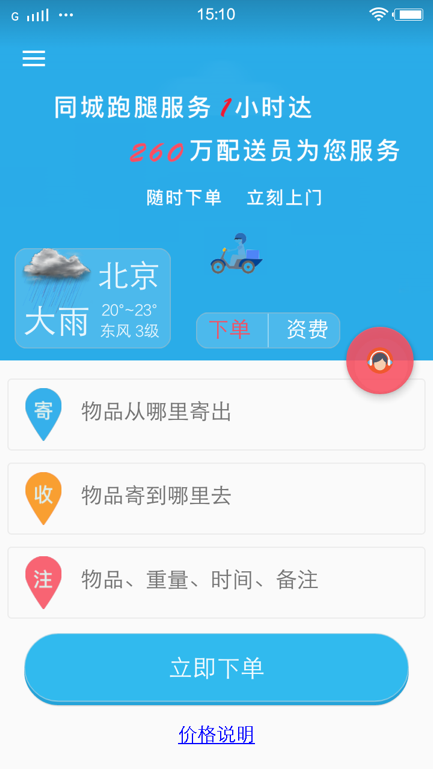 G 15:10
同城跑腿服务1小时达
260万配送员为您服务
随时下单 立刻上门
北京
大雨
20°~23°
东风 3级
下单 资费
寄 物品从哪里寄出
收 物品寄到哪里去
注 物品、重量、时间、备注
立即下单
价格说明